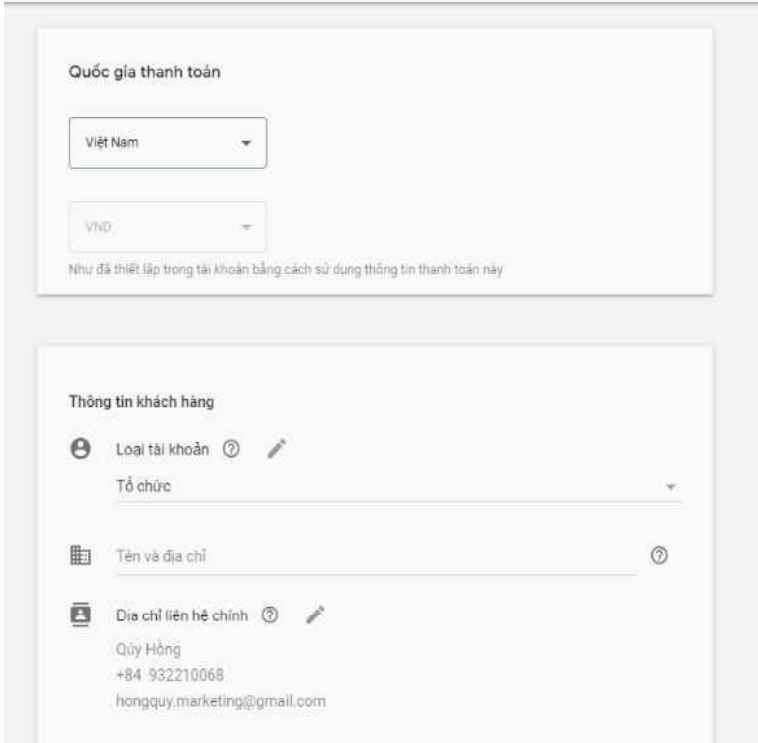 Quốc gia thanh toán
Việt Nam
VND
Như đã thiết lập trong tài khoản bằng cách sử dụng thông tin thanh toán này
Thông tin khách hàng
Loại tài khoản
Tổ chức
Tên và địa chỉ
Địa chỉ liên hệ chính
Qúy Hồng
+84 932210068
hongquy.marketing@gmail.com